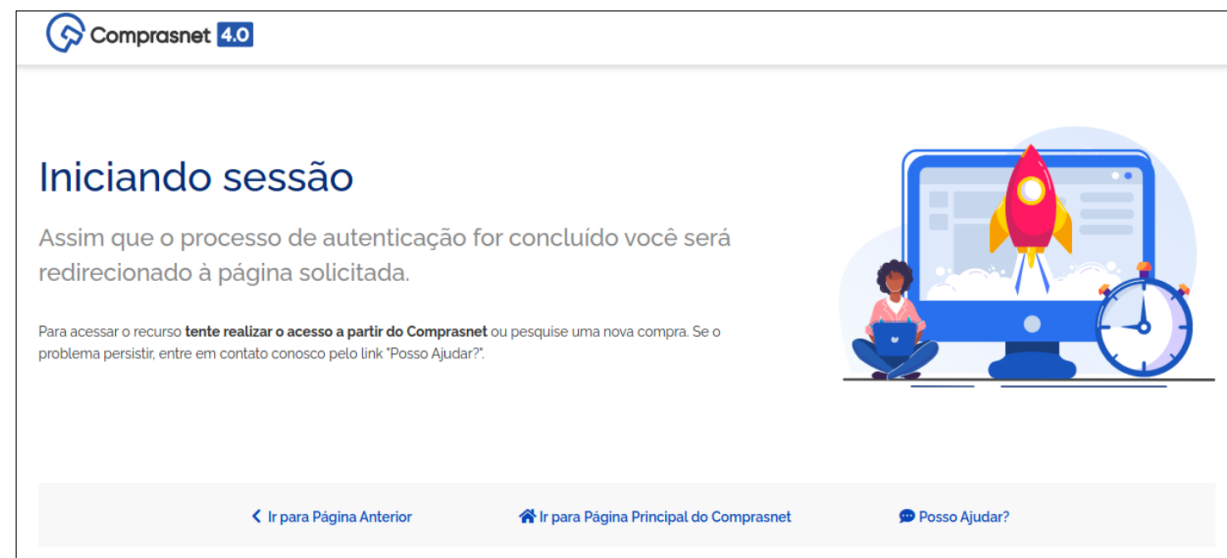 Comprasnet 4.0
Iniciando sessão
Assim que o processo de autenticação for concluído você será
redirecionado à página solicitada.
Para acessar o recurso tente realizar o acesso a partir do Comprasnet ou pesquise uma nova compra. Se o
problema persistir, entre em contato conosco pelo link "Posso Ajudar?".
Ir para Página Anterior
Ir para Página Principal do Comprasnet
Posso Ajudar?